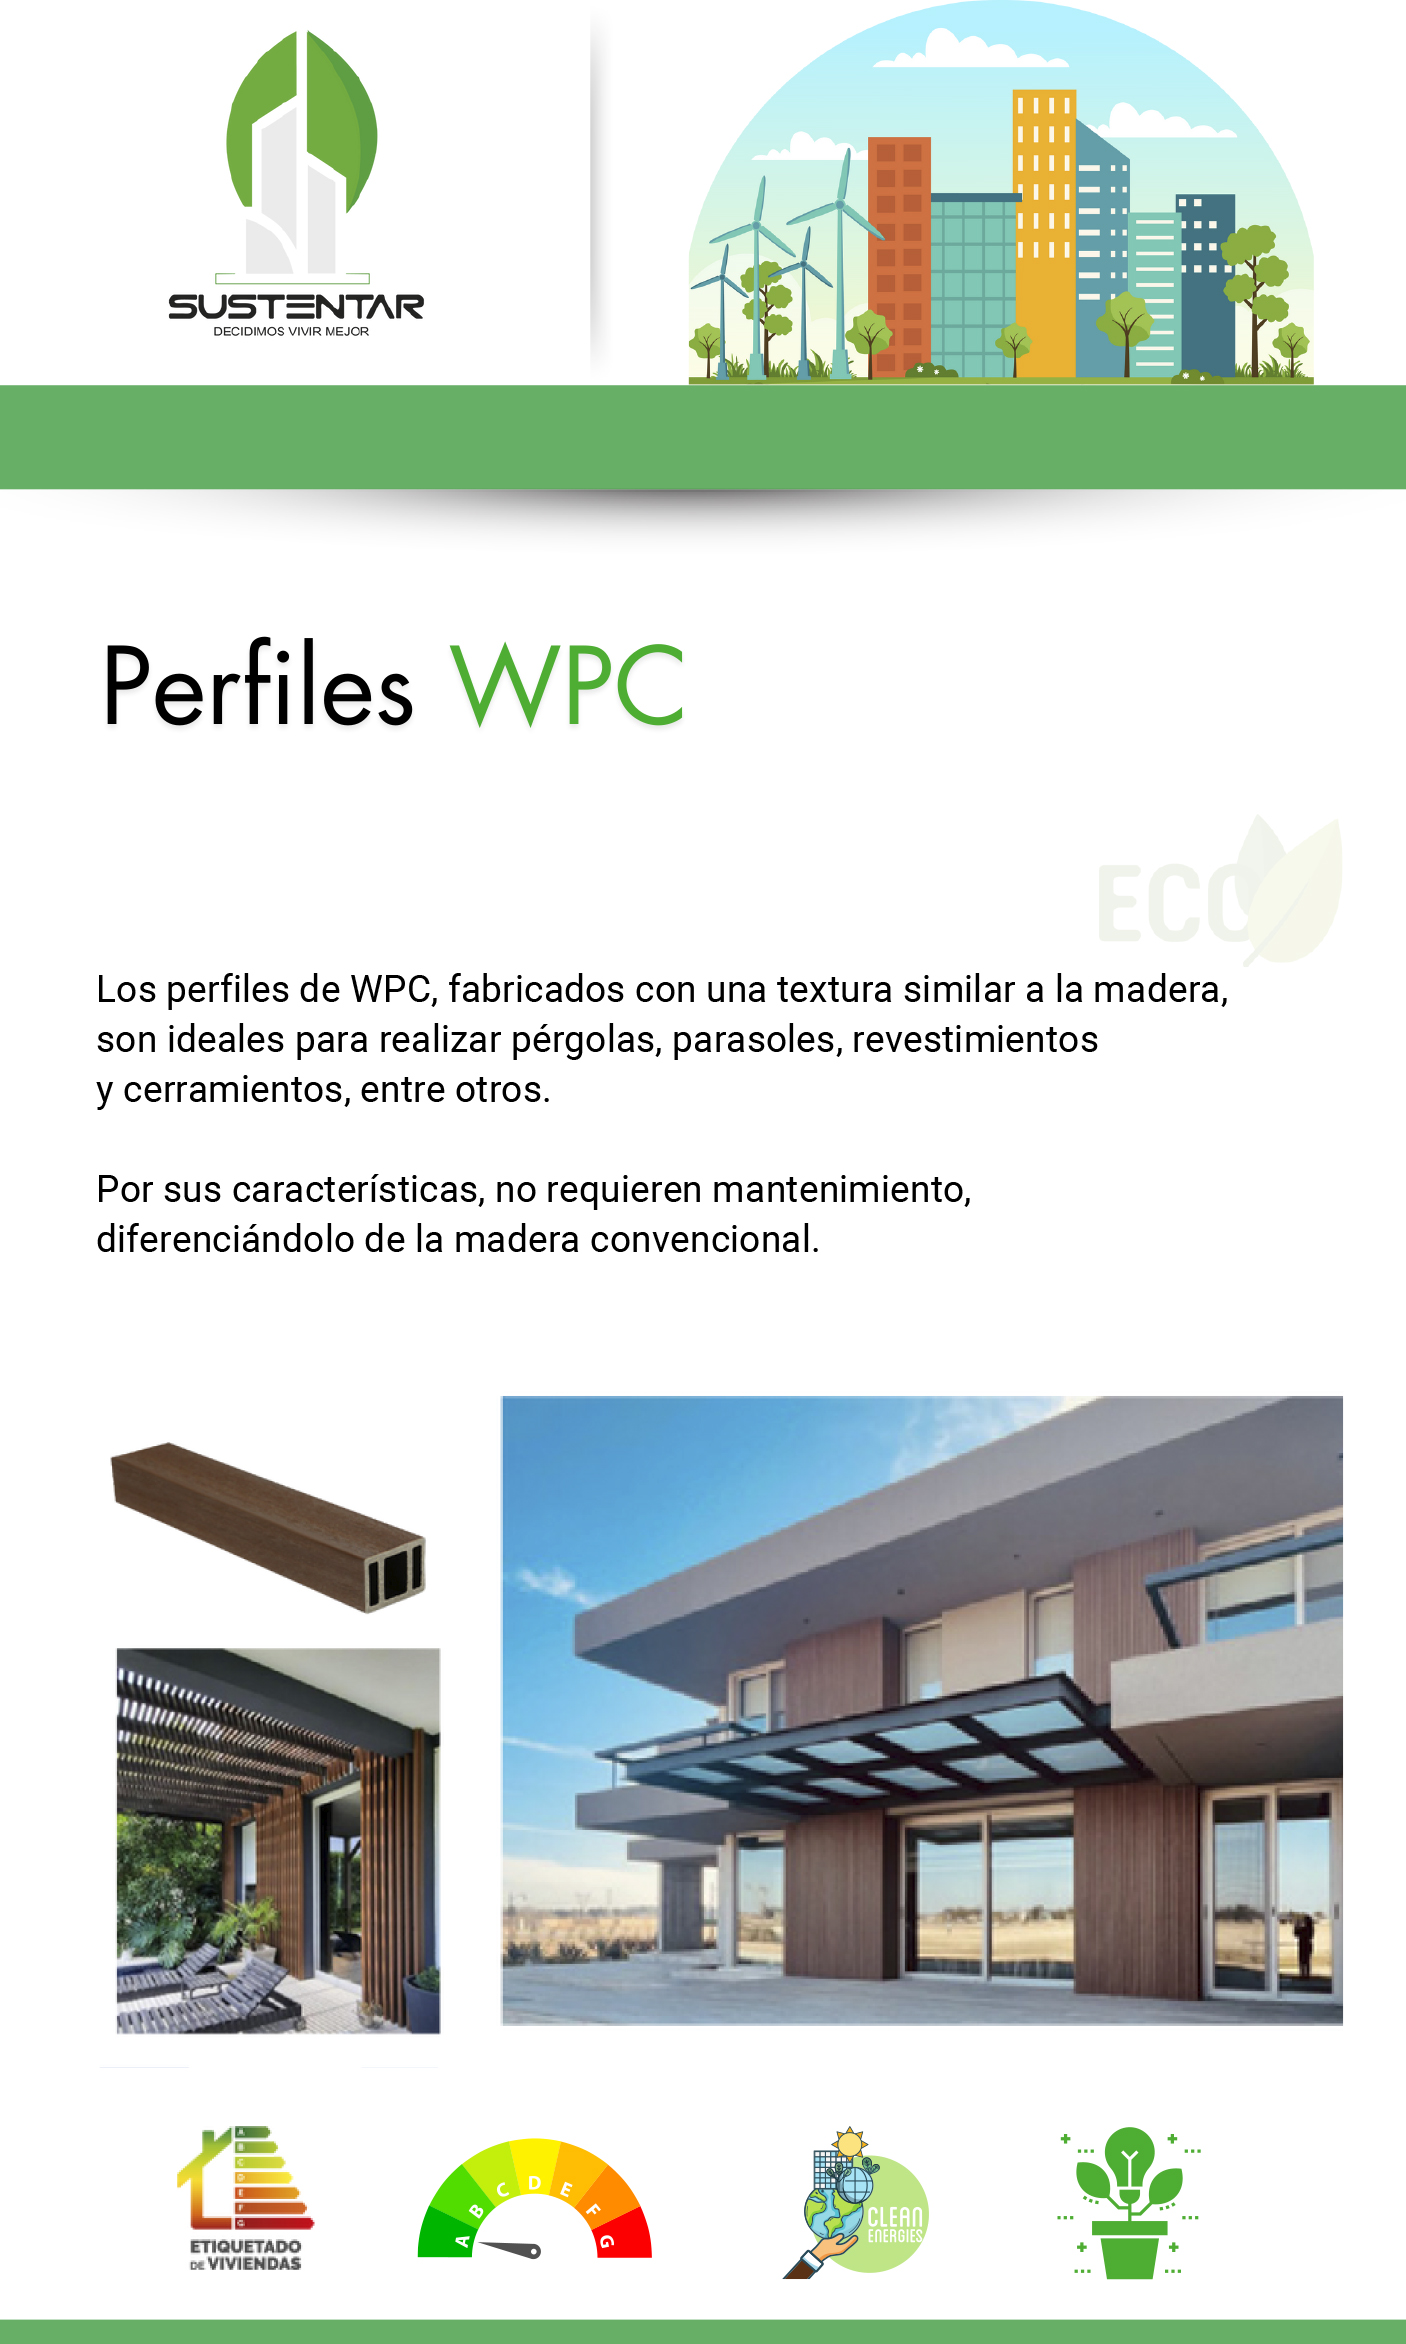 SUSTENTAR
DECIDIMOS VIVIR MEJOR
Perfiles WPC
ECO
Los perfiles de WPC, fabricados con una textura similar a la madera,
son ideales para realizar pérgolas, parasoles, revestimientos
y cerramientos, entre otros.
Por sus características, no requieren mantenimiento,
diferenciándolo de la madera convencional.
A
B
C
D
E
F
G
ETIQUETADO
DE VIVIENDAS
A B C D E F G
CLEAN
ENERGIES